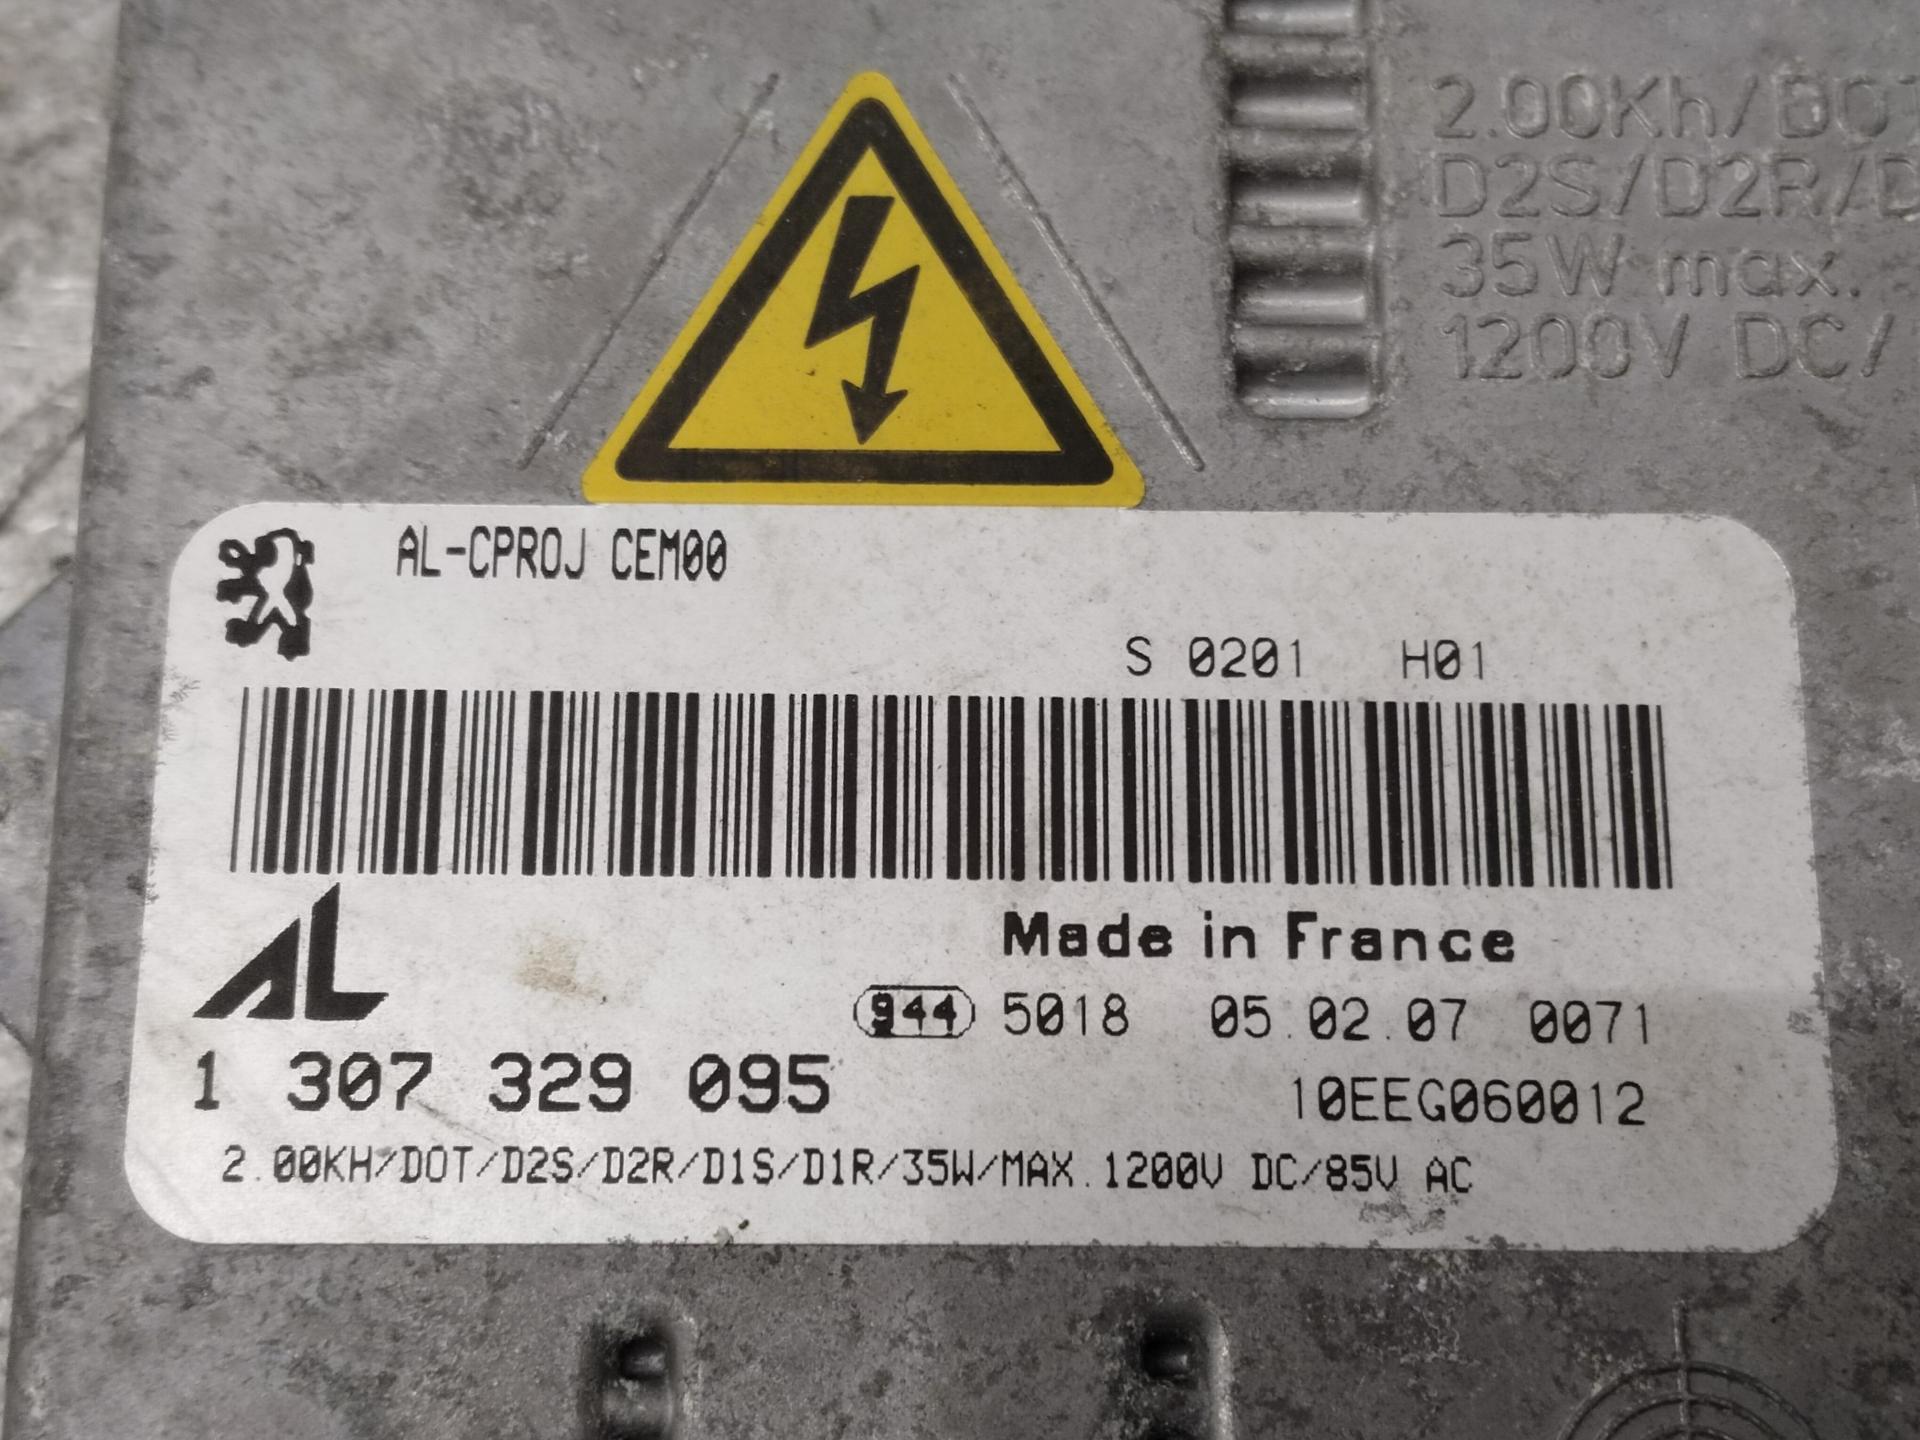 2.00Kh/DOT
D2S/D2R/D
35W max.
1200V DC/
AL-CPROJ CEM00
S 0201 H01
AL
Made in France
944 5018 05.02.07 0071
1 307 329 095
10EEG060012
2.00KH/DOT/D2S/D2R/D1S/D1R/35W/MAX.1200V DC/85V AC